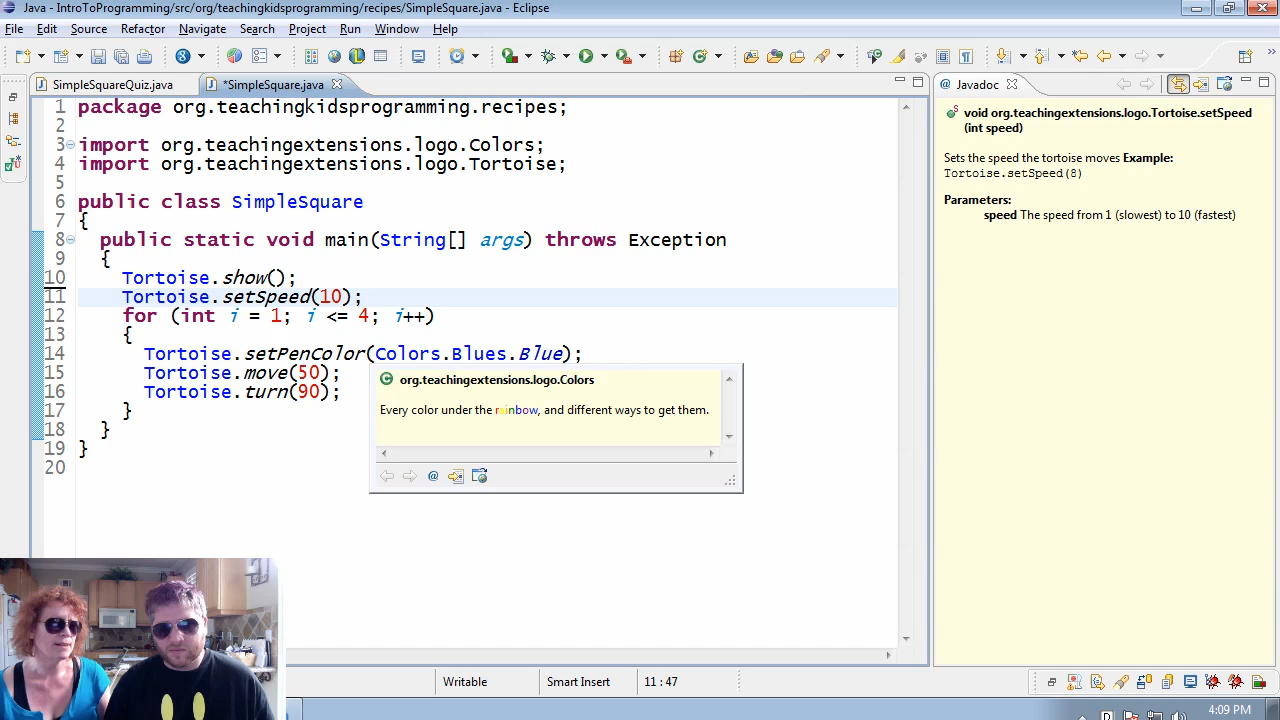 Java - IntroToProgramming/src/org/teachingkidsprogramming/recipes/SimpleSquare.java - Eclipse
File Edit Source Refactor Navigate Search Project Run Window Help
SimpleSquareQuiz.java *SimpleSquare.java
1 package org.teachingkidsprogramming.recipes;
2
3 import org.teachingextensions.logo.Colors;
4 import org.teachingextensions.logo.Tortoise;
5
6 public class SimpleSquare
7 {
8 public static void main(String[] args) throws Exception
9 {
10 Tortoise.show();
11 Tortoise.setSpeed(10);
12 for (int i = 1; i <= 4; i++)
13 {
14 Tortoise.setPenColor(Colors.Blues.Blue);
15 Tortoise.move(50);
16 Tortoise.turn(90);
17 }
18 }
19 }
20
org.teachingextensions.logo.Colors
Every color under the rainbow, and different ways to get them.
@ Javadoc
void org.teachingextensions.logo.Tortoise.setSpeed
(int speed)
Sets the speed the tortoise moves Example:
Tortoise.setSpeed(8)
Parameters:
speed The speed from 1 (slowest) to 10 (fastest)
Writable Smart Insert 11 : 47
4:09 PM